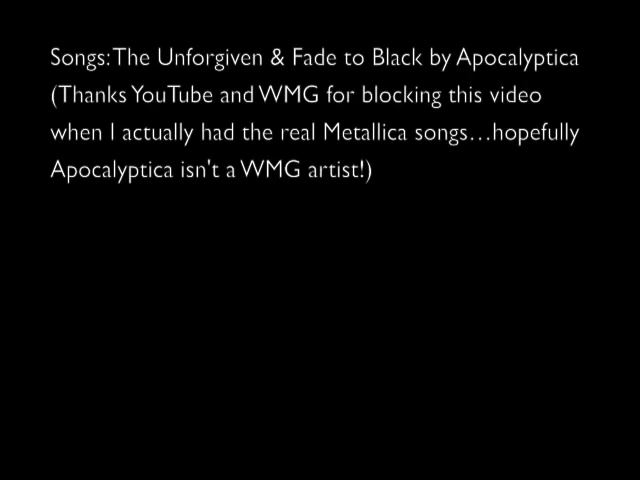 Songs: The Unforgiven & Fade to Black by Apocalyptica
(Thanks YouTube and WMG for blocking this video
when I actually had the real Metallica songs...hopefully
Apocalyptica isn't a WMG artist!)